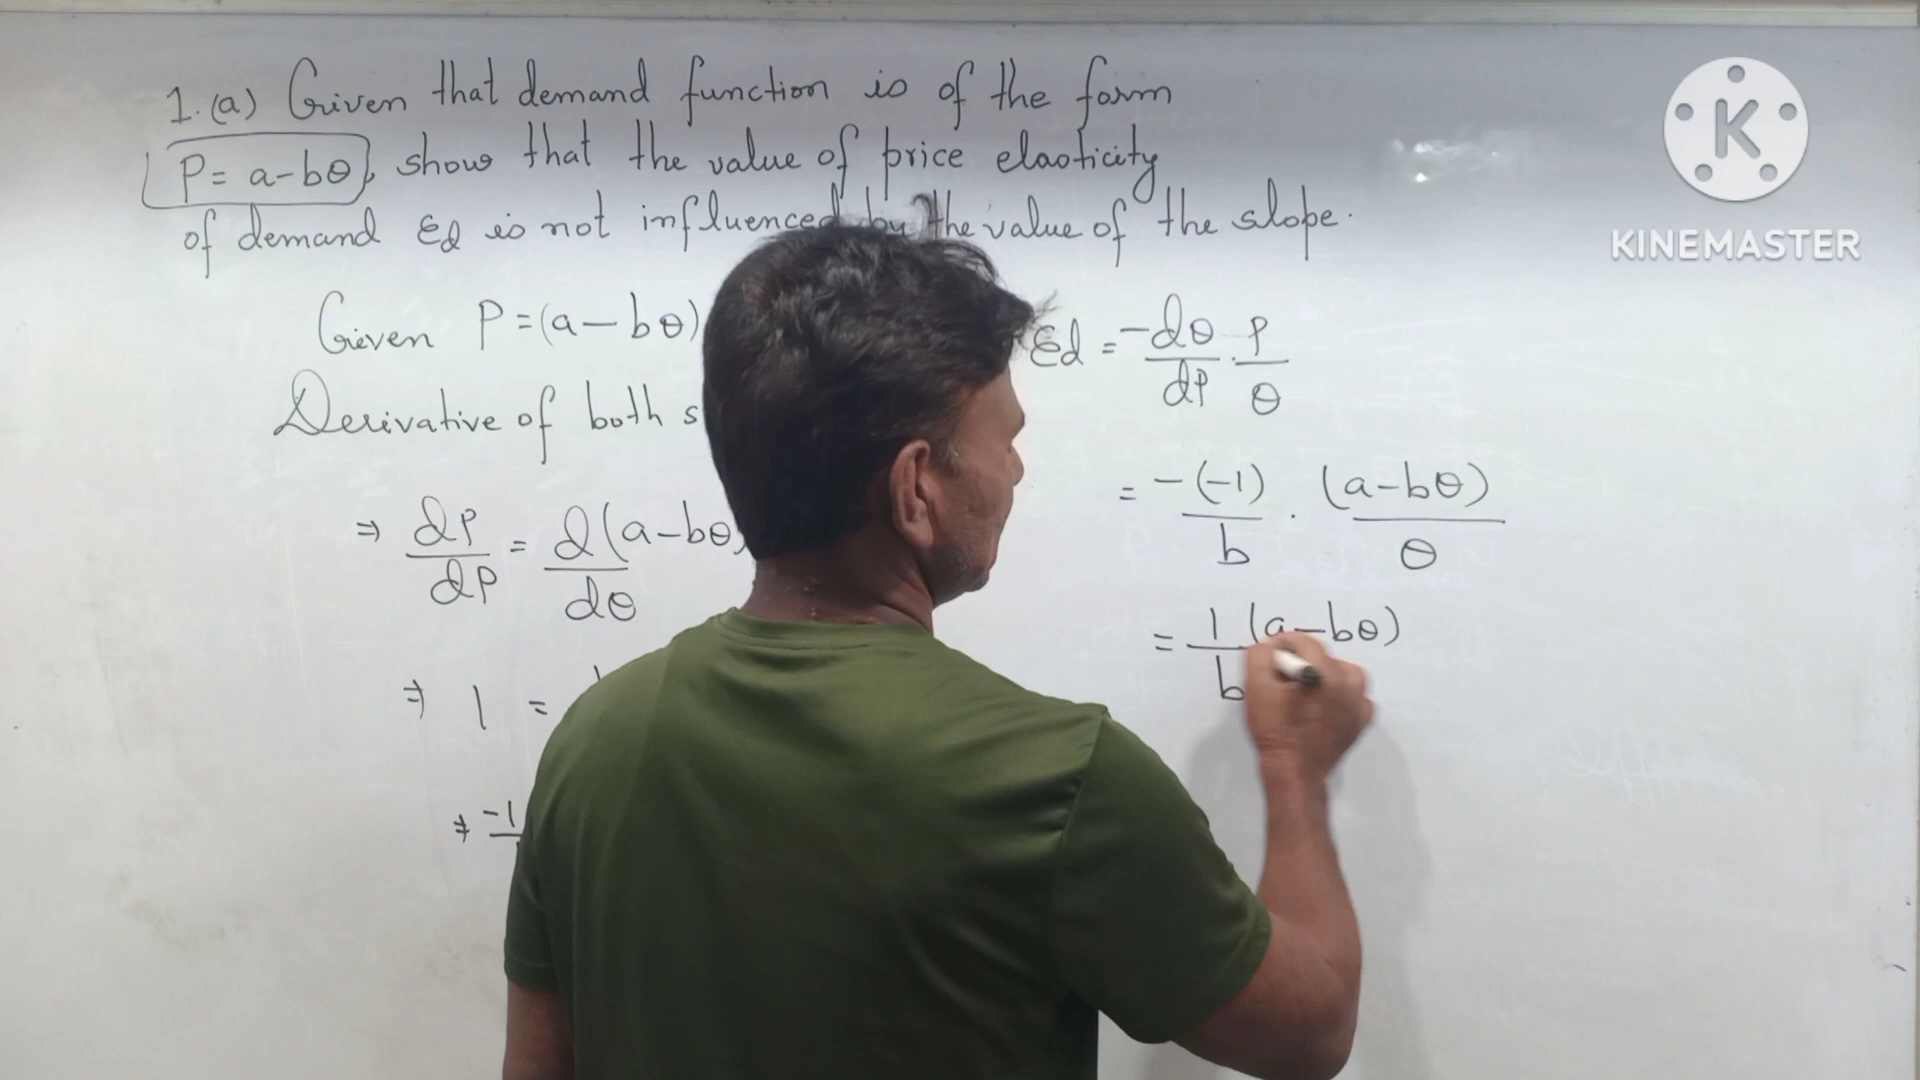 1. (a) Given that demand function is of the form
P = a-bθ, show that the value of price elasticity
of demand Ed is not influenced by the value of the slope.
Given P = (a-bθ)
Derivative of both s
⇒ dP/dP = d(a-bθ)/dθ
⇒ 1 =
⇒ -1
Ed = -dθ/dP . P/θ
= -(-1)/b . (a-bθ)/θ
= 1/b (a-bθ)
K
KINEMASTER